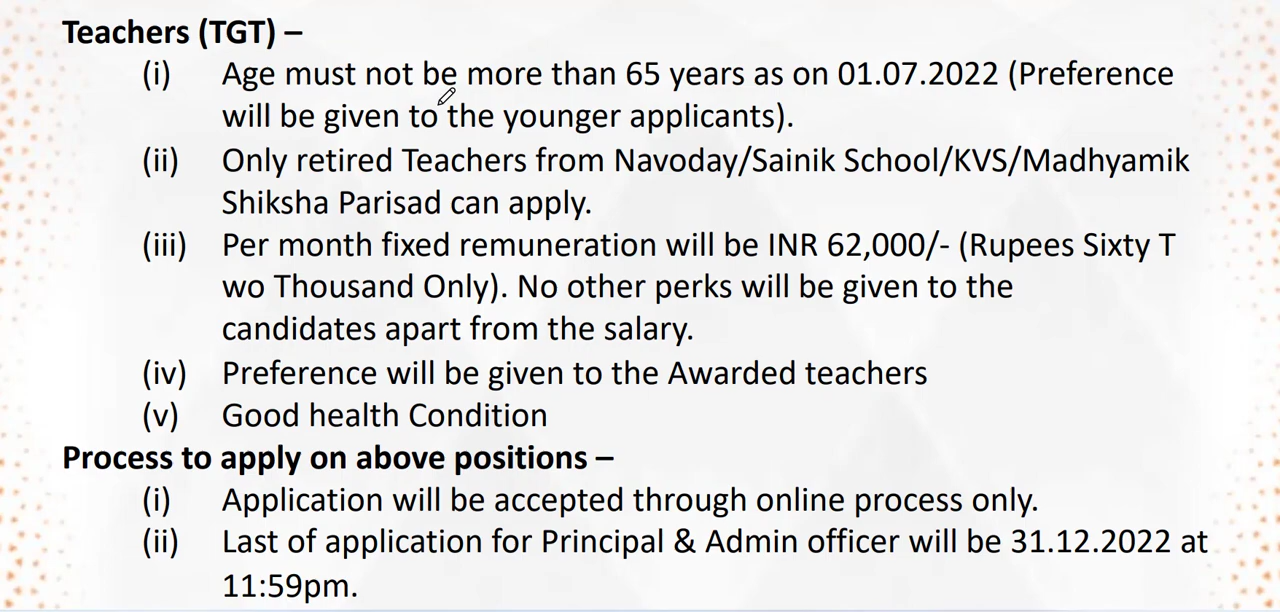 Teachers (TGT) –
(i) Age must not be more than 65 years as on 01.07.2022 (Preference
will be given to the younger applicants).
(ii) Only retired Teachers from Navoday/Sainik School/KVS/Madhyamik
Shiksha Parisad can apply.
(iii) Per month fixed remuneration will be INR 62,000/- (Rupees Sixty T
wo Thousand Only). No other perks will be given to the
candidates apart from the salary.
(iv) Preference will be given to the Awarded teachers
(v) Good health Condition
Process to apply on above positions –
(i) Application will be accepted through online process only.
(ii) Last of application for Principal & Admin officer will be 31.12.2022 at
11:59pm.